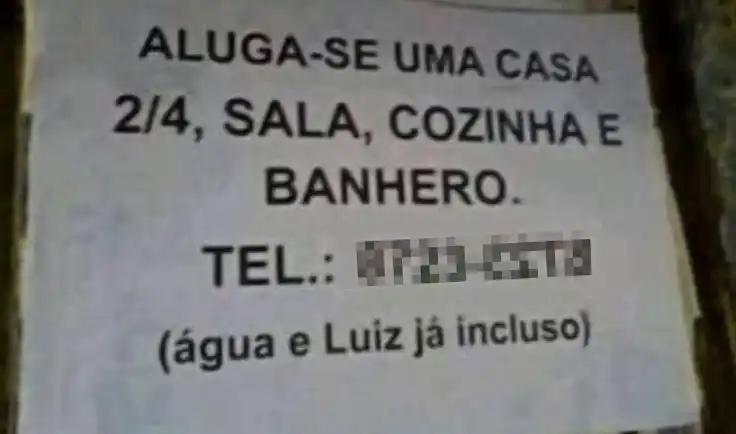 ALUGA-SE UMA CASA
2/4, SALA, COZINHA E
BANHERO.
TEL.:
(água e Luiz já incluso)